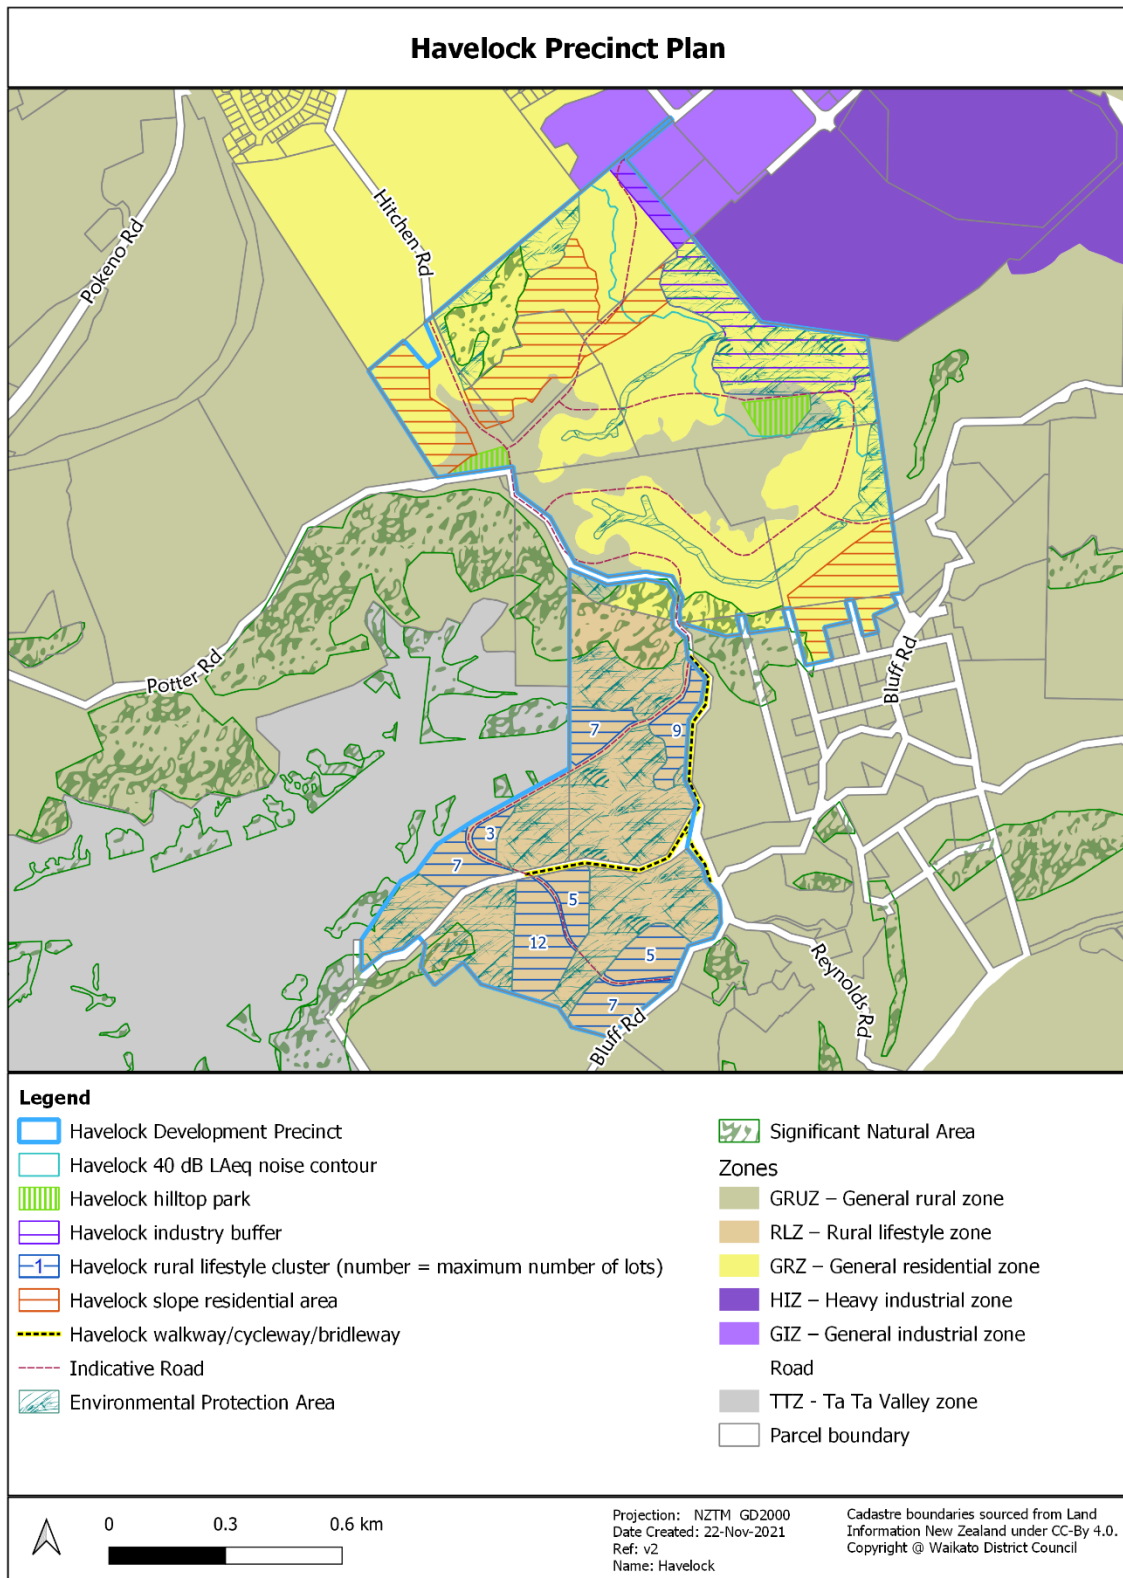 Havelock Precinct Plan
Pokeno Rd
Hitchen Rd
Potter Rd
Bluff Rd
7
9
3
7
5
12
5
7
Reynolds Rd
Bluff Rd
Legend
Havelock Development Precinct
Havelock 40 dB LAeq noise contour
Havelock hilltop park
Havelock industry buffer
1
Havelock rural lifestyle cluster (number = maximum number of lots)
Havelock slope residential area
Havelock walkway/cycleway/bridleway
Indicative Road
Environmental Protection Area
Significant Natural Area
Zones
GRUZ – General rural zone
RLZ – Rural lifestyle zone
GRZ – General residential zone
HIZ – Heavy industrial zone
GIZ – General industrial zone
Road
TTZ - Ta Ta Valley zone
Parcel boundary
0 0.3 0.6 km
Projection: NZTM GD2000
Date Created: 22-Nov-2021
Ref: v2
Name: Havelock
Cadastre boundaries sourced from Land
Information New Zealand under CC-By 4.0.
Copyright @ Waikato District Council